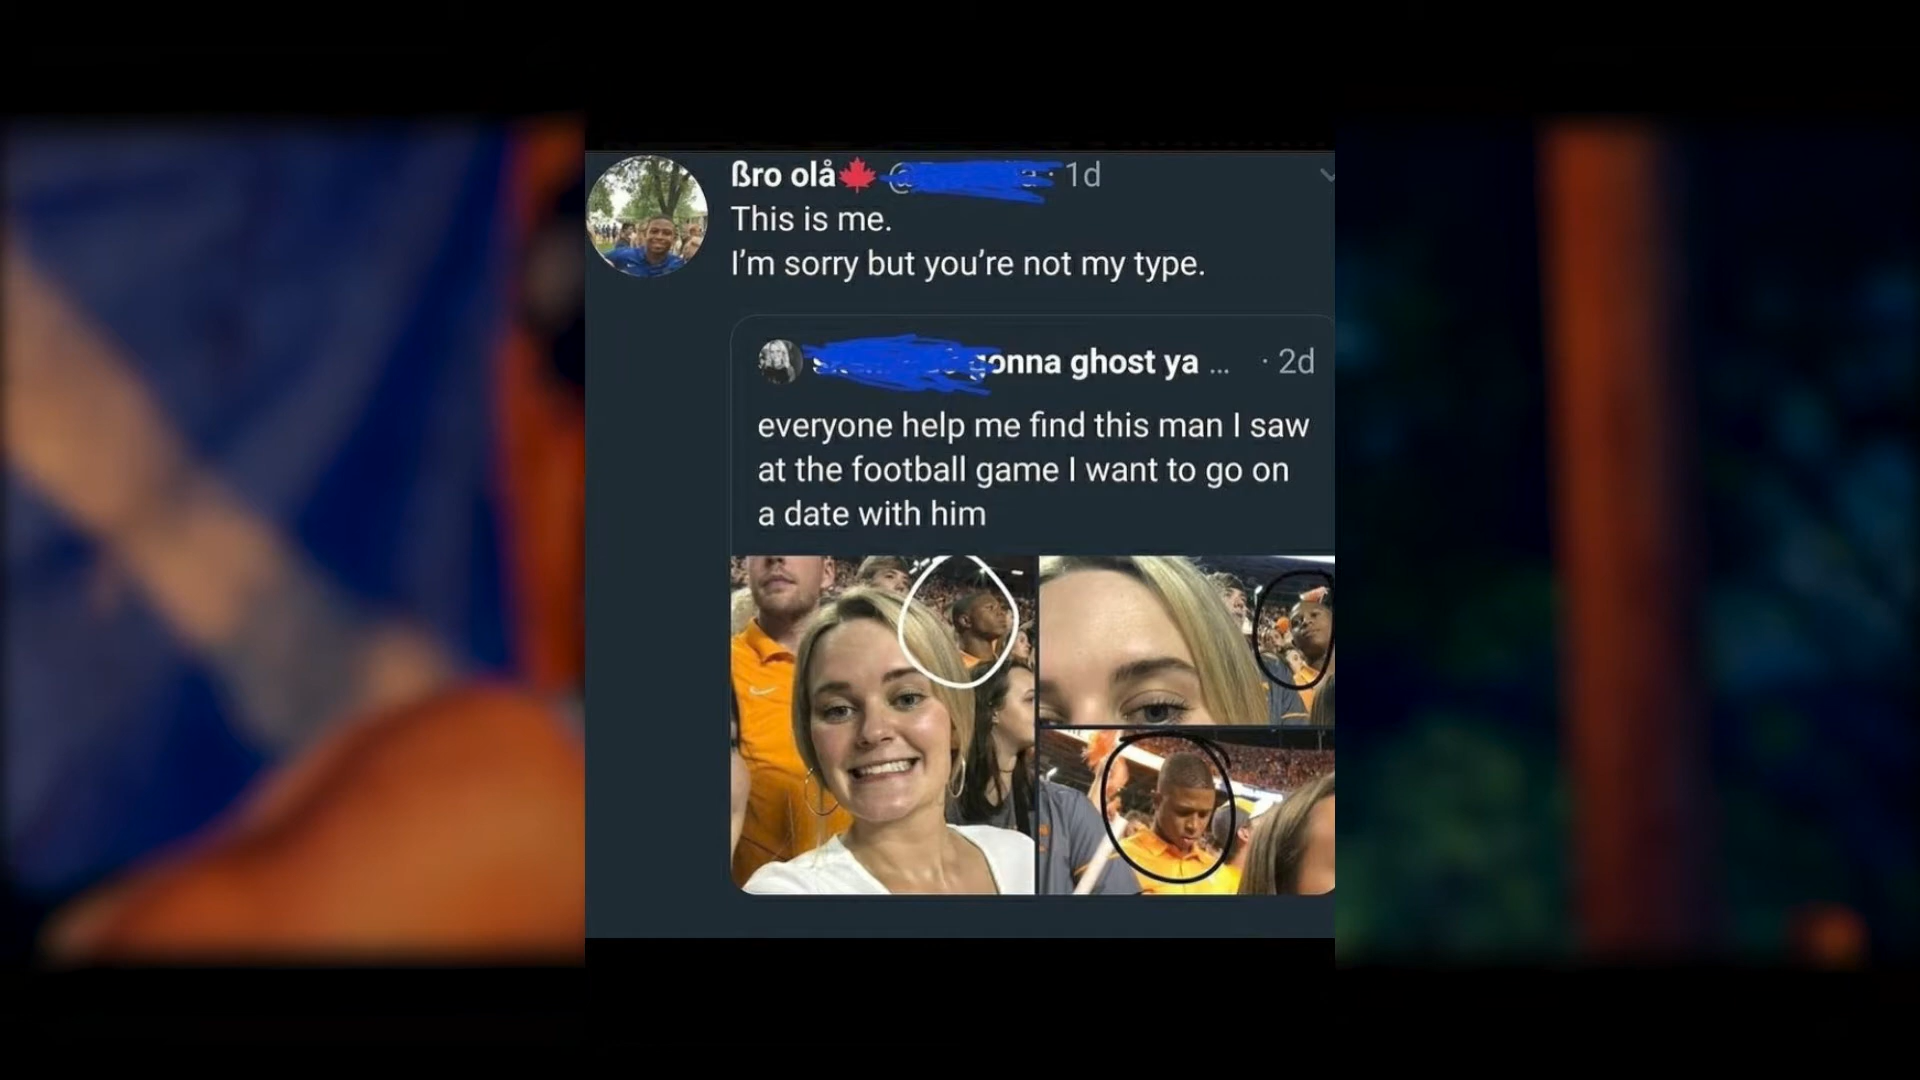 ßro olå🍁 · 1d
This is me.
I'm sorry but you're not my type.
gonna ghost ya ... · 2d
everyone help me find this man I saw
at the football game I want to go on
a date with him